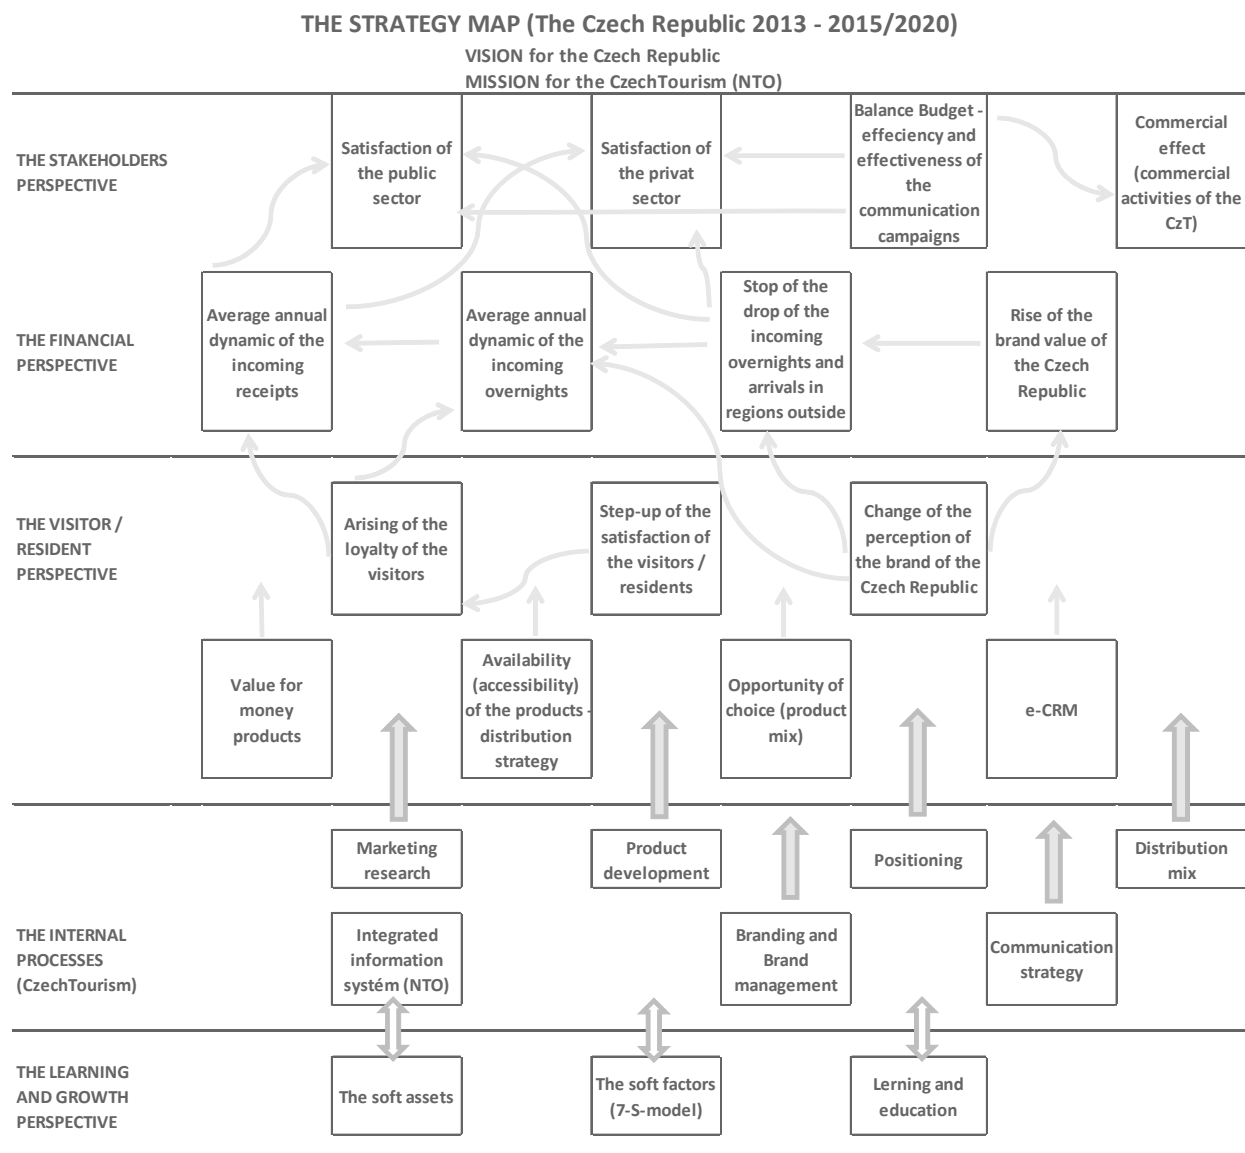 THE STRATEGY MAP (The Czech Republic 2013 - 2015/2020)
VISION for the Czech Republic
MISSION for the CzechTourism (NTO)
THE STAKEHOLDERS
PERSPECTIVE
Satisfaction of
the public
sector
Satisfaction of
the privat
sector
Balance Budget -
effeciency and
effectiveness of
the
communication
campaigns
Commercial
effect
(commercial
activities of the
CzT)
THE FINANCIAL
PERSPECTIVE
Average annual
dynamic of the
incoming
receipts
Average annual
dynamic of the
incoming
overnights
Stop of the
drop of the
incoming
overnights and
arrivals in
regions outside
Rise of the
brand value of
the Czech
Republic
THE VISITOR /
RESIDENT
PERSPECTIVE
Arising of the
loyalty of the
visitors
Step-up of the
satisfaction of
the visitors /
residents
Change of the
perception of
the brand of the
Czech Republic
Value for
money
products
Availability
(accessibility)
of the products -
distribution
strategy
Opportunity of
choice (product
mix)
e-CRM
Marketing
research
Product
development
Positioning
Distribution
mix
THE INTERNAL
PROCESSES
(CzechTourism)
Integrated
information
systém (NTO)
Branding and
Brand
management
Communication
strategy
THE LEARNING
AND GROWTH
PERSPECTIVE
The soft assets
The soft factors
(7-S-model)
Lerning and
education